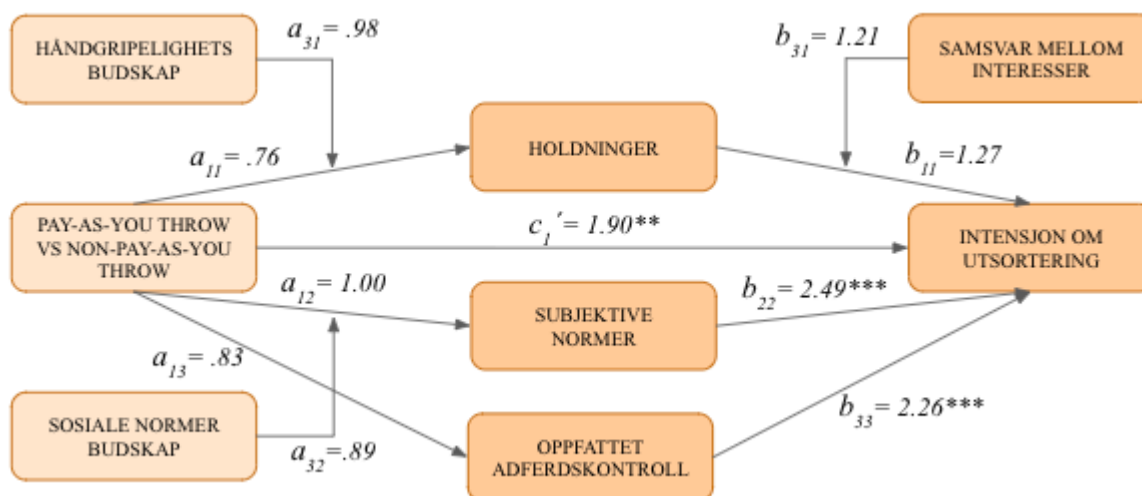 HÅNDGRIPELIGHETS
BUDSKAP
a31= .98
b31= 1.21
SAMSVAR MELLOM
INTERESSER
a11= .76
HOLDNINGER
b11=1.27
PAY-AS-YOU THROW
VS NON-PAY-AS-YOU
THROW
c1´= 1.90**
INTENSJON OM
UTSORTERING
a12= 1.00
SUBJEKTIVE
NORMER
b22= 2.49***
a13= .83
SOSIALE NORMER
BUDSKAP
a32=.89
OPPFATTET
ADFERDSKONTROLL
b33= 2.26***